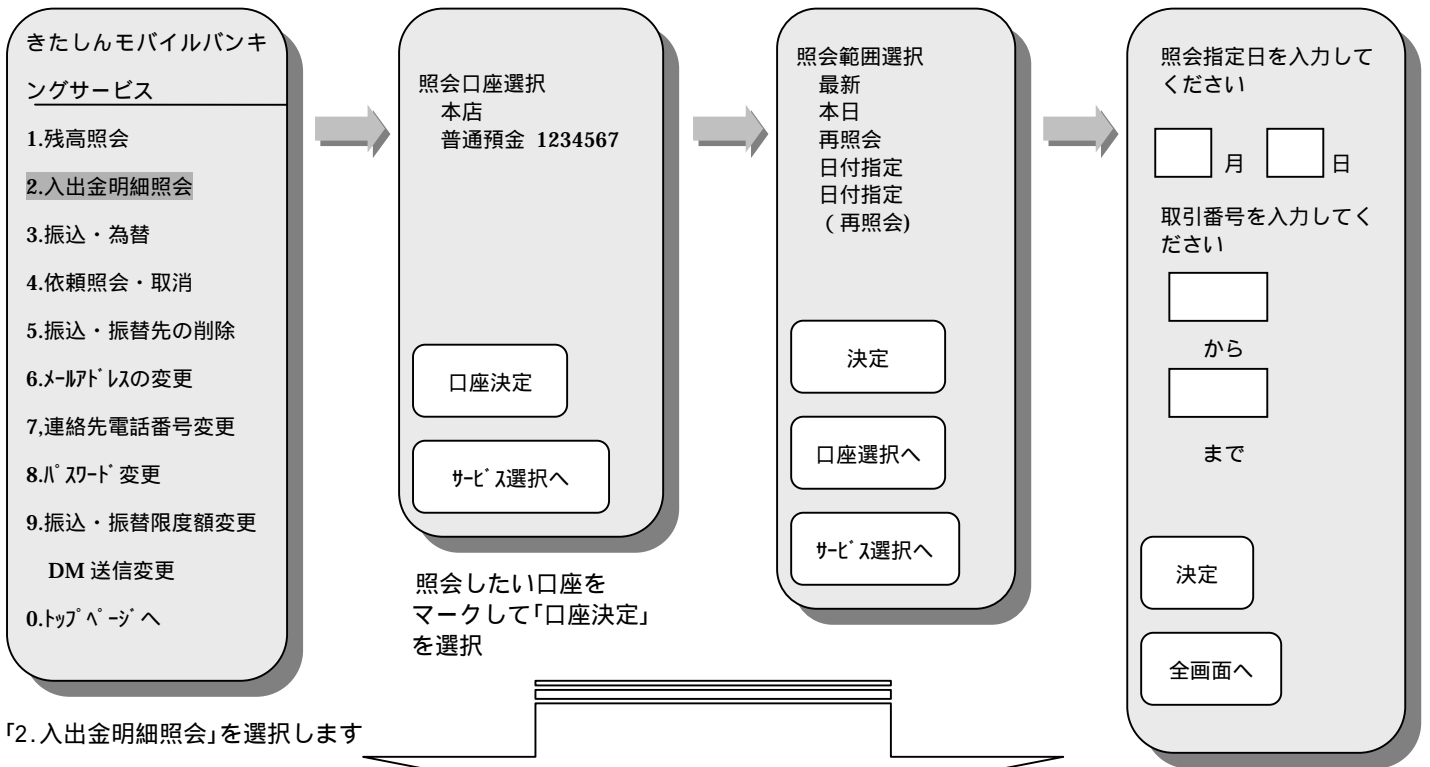 きたしんモバイルバンキ
ングサービス
1.残高照会
2.入出金明細照会
3.振込・為替
4.依頼照会・取消
5.振込・振替先の削除
6.ﾒｰﾙｱﾄﾞﾚｽの変更
7,連絡先電話番号変更
8.ﾊﾟｽﾜｰﾄﾞ変更
9.振込・振替限度額変更
DM 送信変更
0.ﾄｯﾌﾟﾍﾟｰｼﾞへ
「2.入出金明細照会」を選択します
照会口座選択
本店
普通預金 1234567
口座決定
ｻｰﾋﾞｽ選択へ
照会したい口座を
マークして「口座決定」
を選択
照会範囲選択
最新
本日
再照会
日付指定
日付指定
(再照会)
決定
口座選択へ
ｻｰﾋﾞｽ選択へ
照会指定日を入力して
ください
月 日
取引番号を入力してく
ださい
から
まで
決定
全画面へ